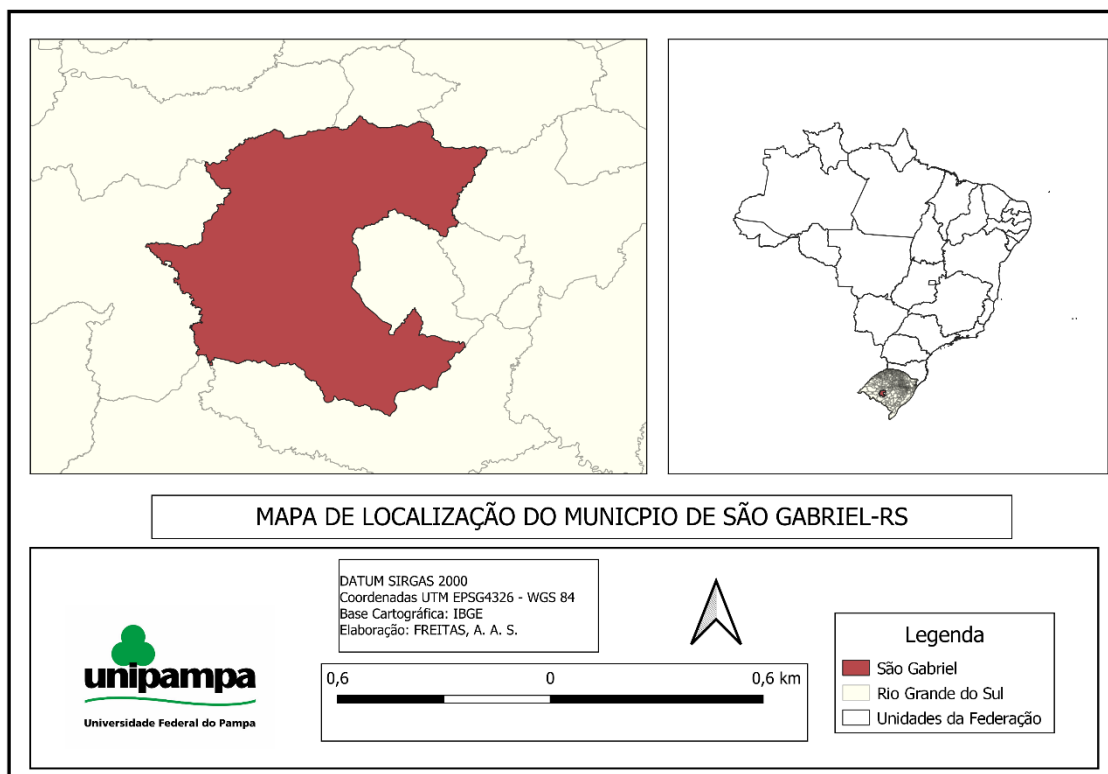 MAPA DE LOCALIZAÇÃO DO MUNICPIO DE SÃO GABRIEL-RS
unipampa
Universidade Federal do Pampa
DATUM SIRGAS 2000
Coordenadas UTM EPSG4326 - WGS 84
Base Cartográfica: IBGE
Elaboração: FREITAS, A. A. S.
0,6 0 0,6 km
Legenda
São Gabriel
Rio Grande do Sul
Unidades da Federação